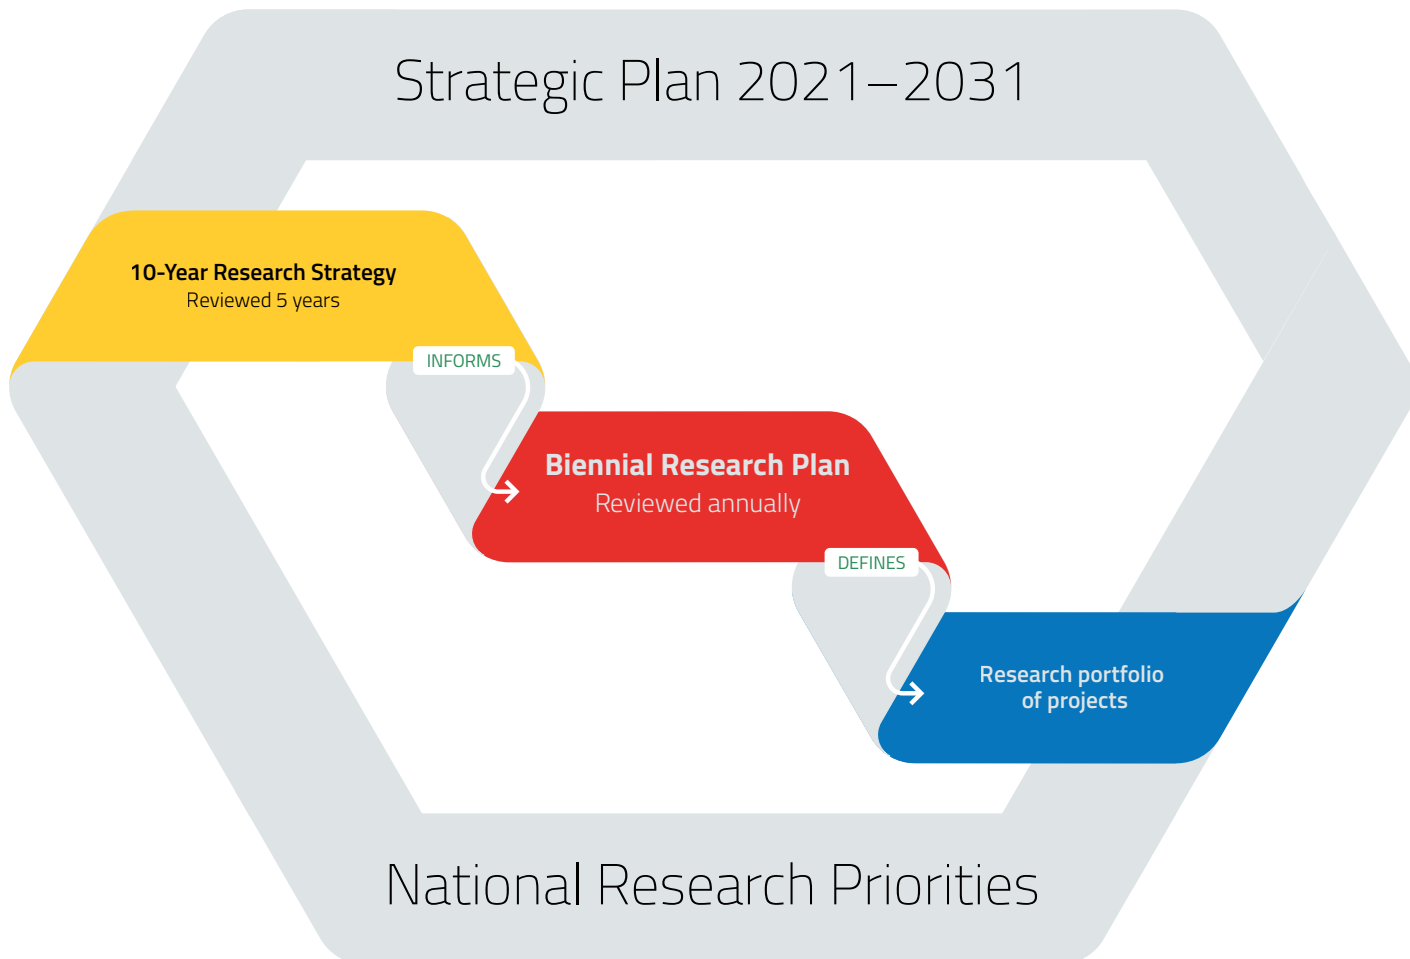 Strategic Plan 2021–2031
10-Year Research Strategy
Reviewed 5 years
INFORMS
Biennial Research Plan
Reviewed annually
DEFINES
Research portfolio
of projects
National Research Priorities